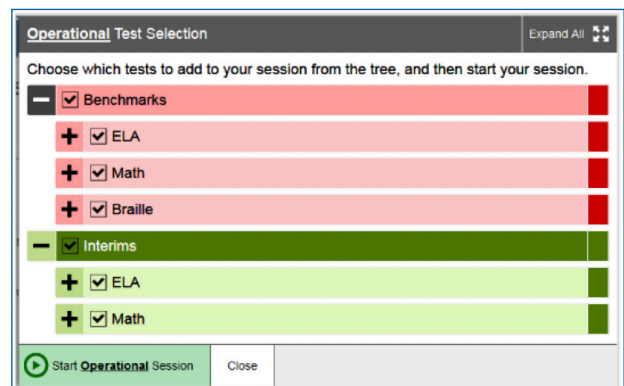 Operational Test Selection
Expand All
Choose which tests to add to your session from the tree, and then start your session.
Benchmarks
ELA
Math
Braille
Interims
ELA
Math
Start Operational Session
Close